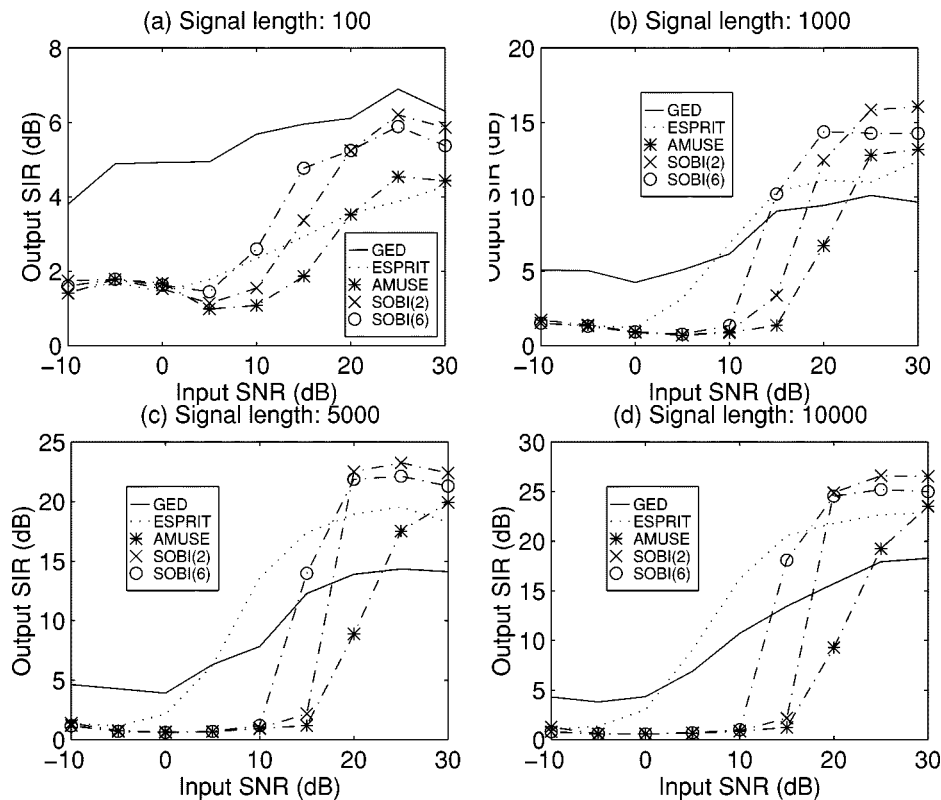 (a) Signal length: 100
8
6
4
2
0
Output SIR (dB)
GED
ESPRIT
AMUSE
SOBI(2)
SOBI(6)
-10 0 10 20 30
Input SNR (dB)
(b) Signal length: 1000
20
15
10
5
0
Output SIR (dB)
GED
ESPRIT
AMUSE
SOBI(2)
SOBI(6)
-10 0 10 20 30
Input SNR (dB)
(c) Signal length: 5000
25
20
15
10
5
0
Output SIR (dB)
GED
ESPRIT
AMUSE
SOBI(2)
SOBI(6)
-10 0 10 20 30
Input SNR (dB)
(d) Signal length: 10000
30
25
20
15
10
5
0
Output SIR (dB)
GED
ESPRIT
AMUSE
SOBI(2)
SOBI(6)
-10 0 10 20 30
Input SNR (dB)